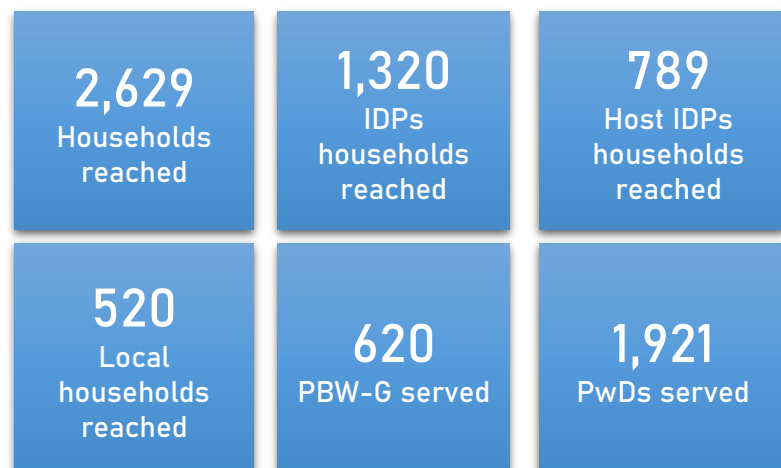 2,629
Households
reached
1,320
IDPs
households
reached
789
Host IDPs
households
reached
520
Local
households
reached
620
PBW-G served
1,921
PwDs served